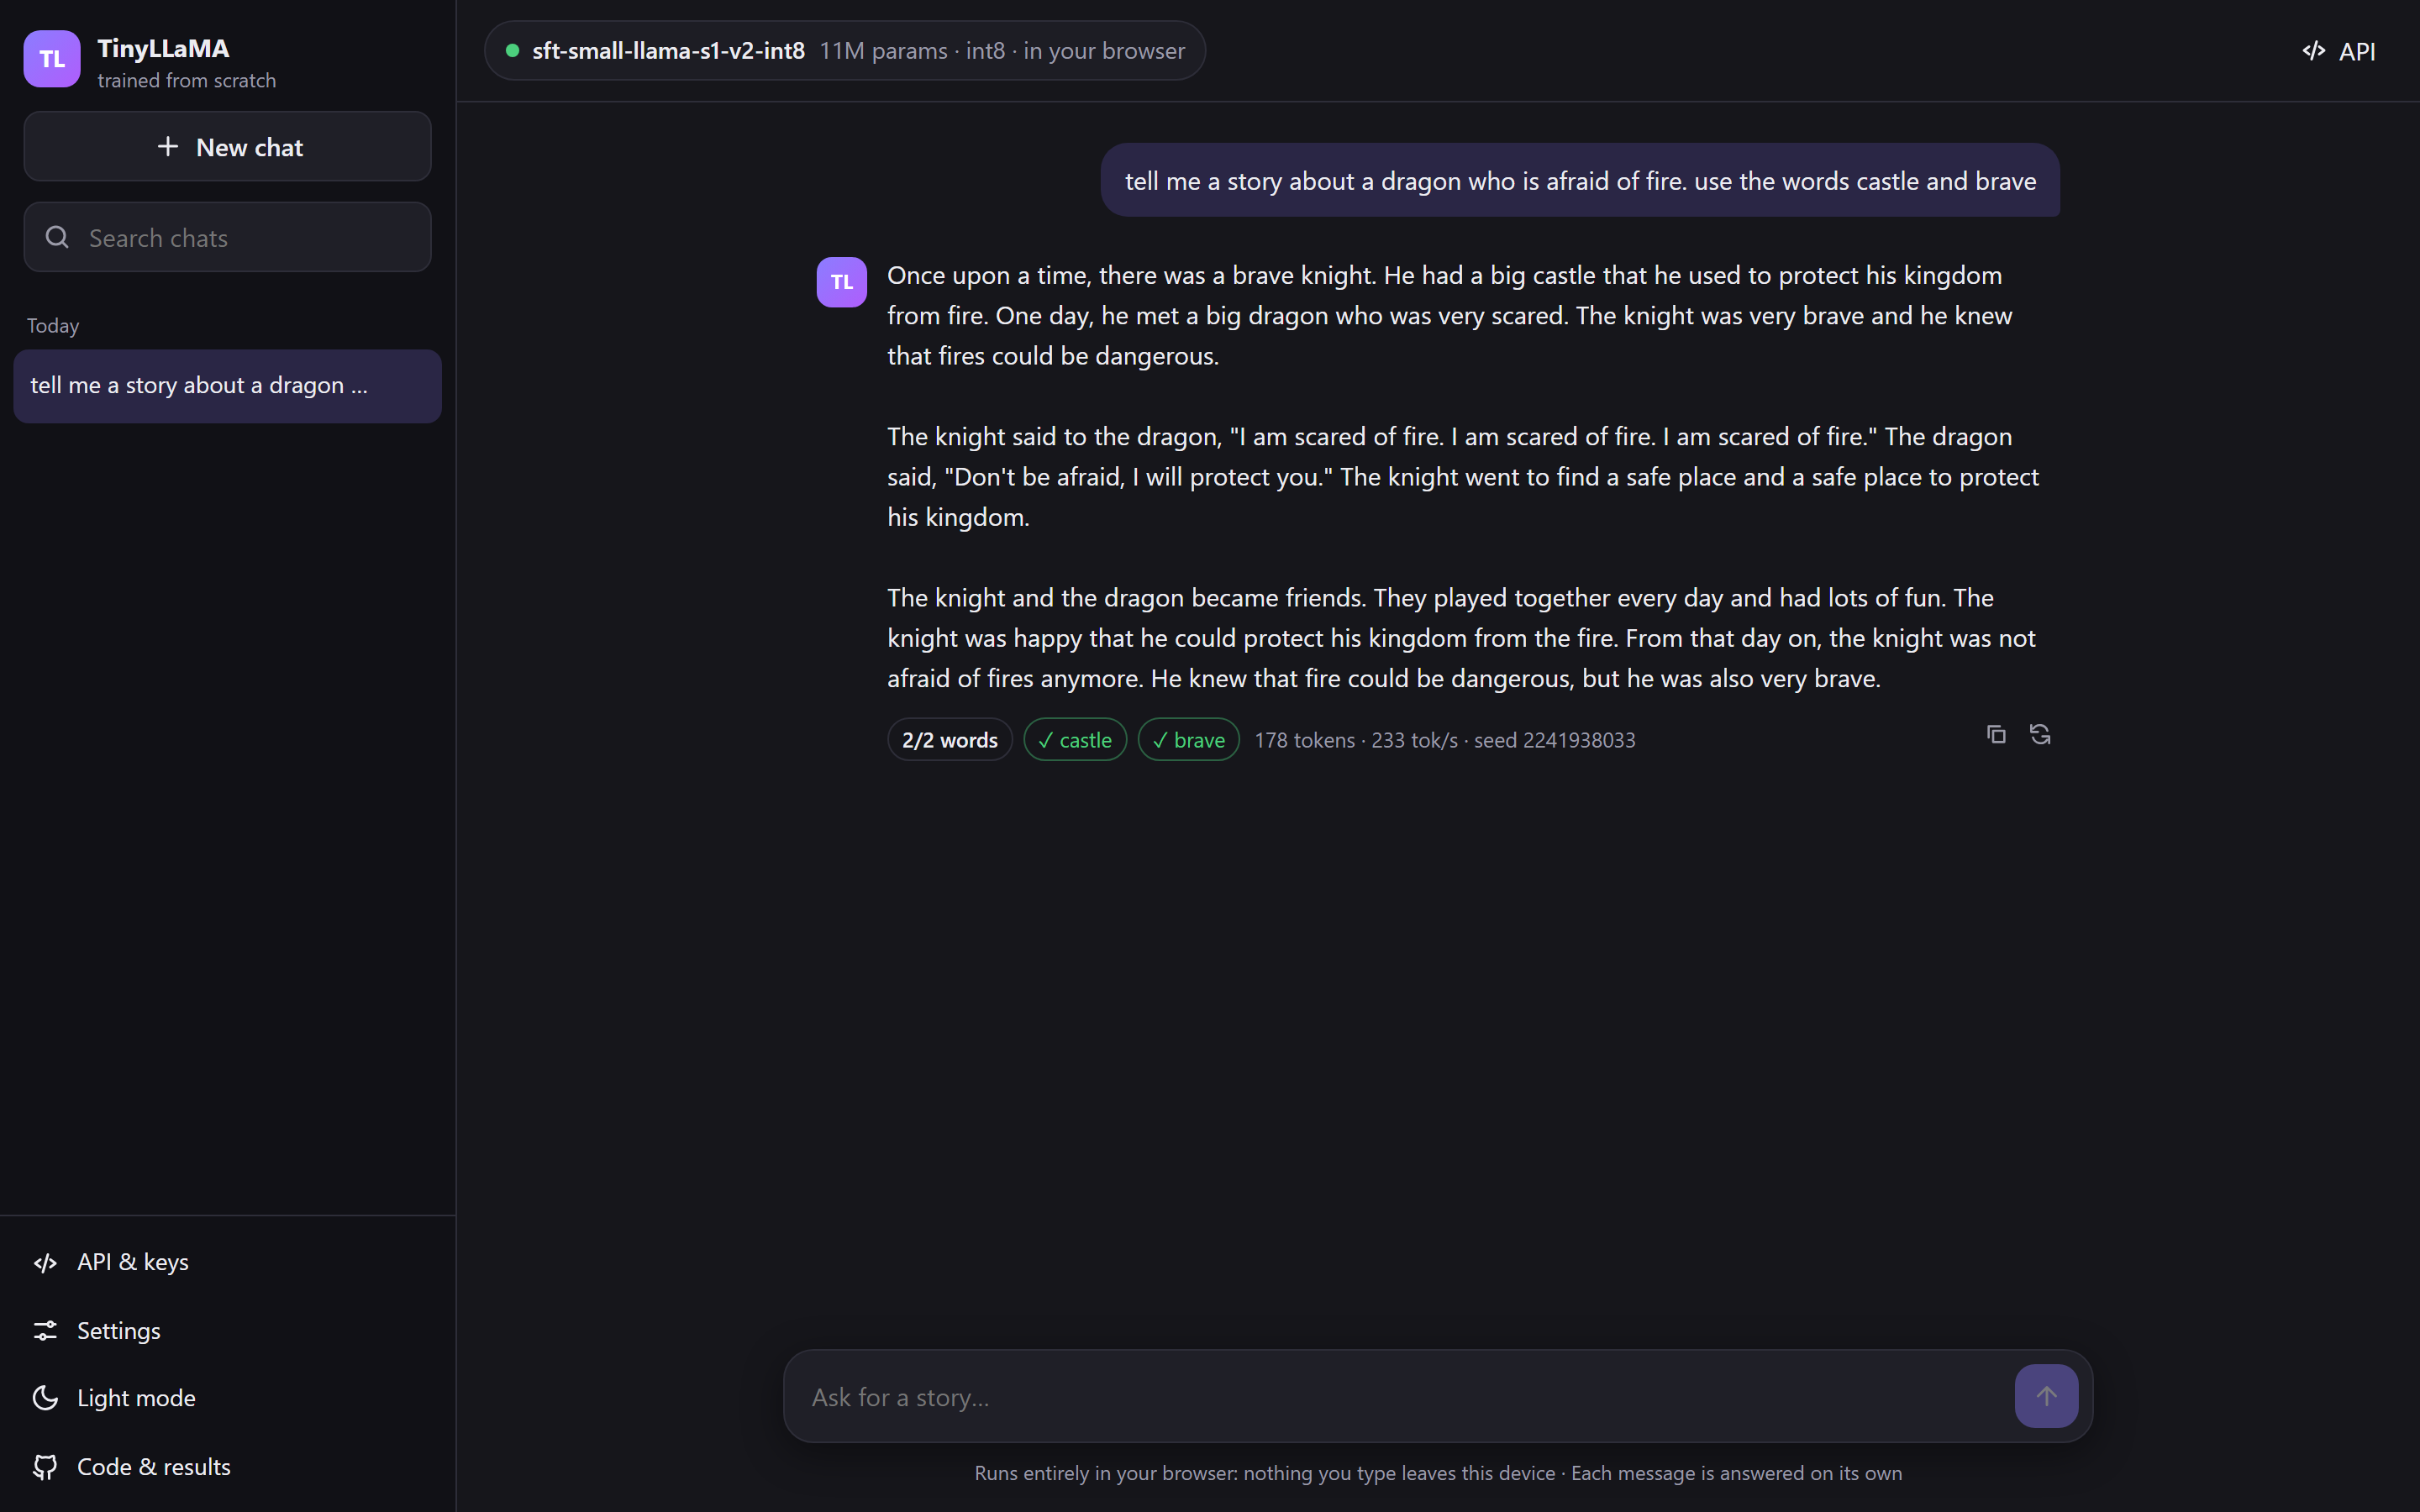 TL
TinyLLaMA
trained from scratch
+ New chat
Search chats
Today
tell me a story about a dragon ...
API & keys
Settings
Light mode
Code & results
sft-small-llama-s1-v2-int8 11M params · int8 · in your browser
</> API
tell me a story about a dragon who is afraid of fire. use the words castle and brave
TL
Once upon a time, there was a brave knight. He had a big castle that he used to protect his kingdom
from fire. One day, he met a big dragon who was very scared. The knight was very brave and he knew
that fires could be dangerous.
The knight said to the dragon, "I am scared of fire. I am scared of fire. I am scared of fire." The dragon
said, "Don't be afraid, I will protect you." The knight went to find a safe place and a safe place to protect
his kingdom.
The knight and the dragon became friends. They played together every day and had lots of fun. The
knight was happy that he could protect his kingdom from the fire. From that day on, the knight was not
afraid of fires anymore. He knew that fire could be dangerous, but he was also very brave.
2/2 words ✓ castle ✓ brave 178 tokens · 233 tok/s · seed 2241938033
Ask for a story...
Runs entirely in your browser: nothing you type leaves this device · Each message is answered on its own